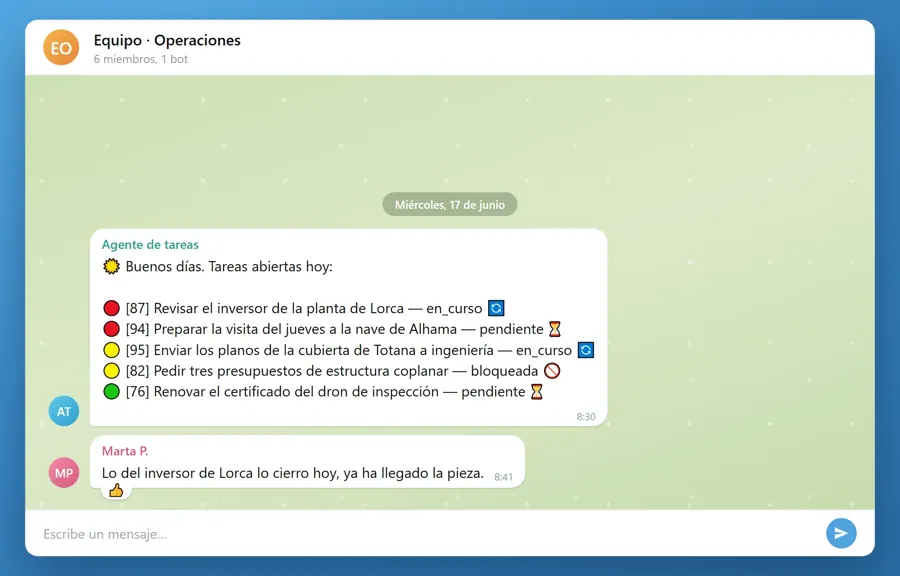 EO
Equipo · Operaciones
6 miembros, 1 bot
Miércoles, 17 de junio
Agente de tareas
Buenos días. Tareas abiertas hoy:
[87] Revisar el inversor de la planta de Lorca — en_curso
[94] Preparar la visita del jueves a la nave de Alhama — pendiente
[95] Enviar los planos de la cubierta de Totana a ingeniería — en_curso
[82] Pedir tres presupuestos de estructura coplanar — bloqueada
[76] Renovar el certificado del dron de inspección — pendiente
8:30
AT
Marta P.
Lo del inversor de Lorca lo cierro hoy, ya ha llegado la pieza.
8:41
MP
Escribe un mensaje...